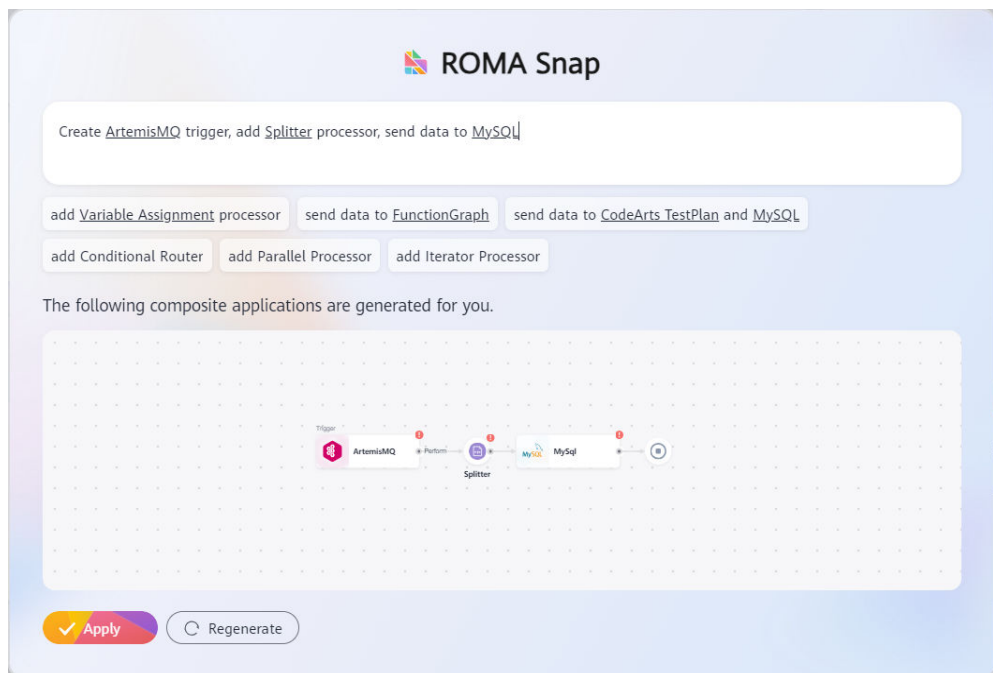 ROMA Snap
Create ArtemisMQ trigger, add Splitter processor, send data to MySQL
add Variable Assignment processor
send data to FunctionGraph
send data to CodeArts TestPlan and MySQL
add Conditional Router
add Parallel Processor
add Iterator Processor
The following composite applications are generated for you.
Trigger
ArtemisMQ
Perform
Splitter
MySQL
MySql
Apply
Regenerate